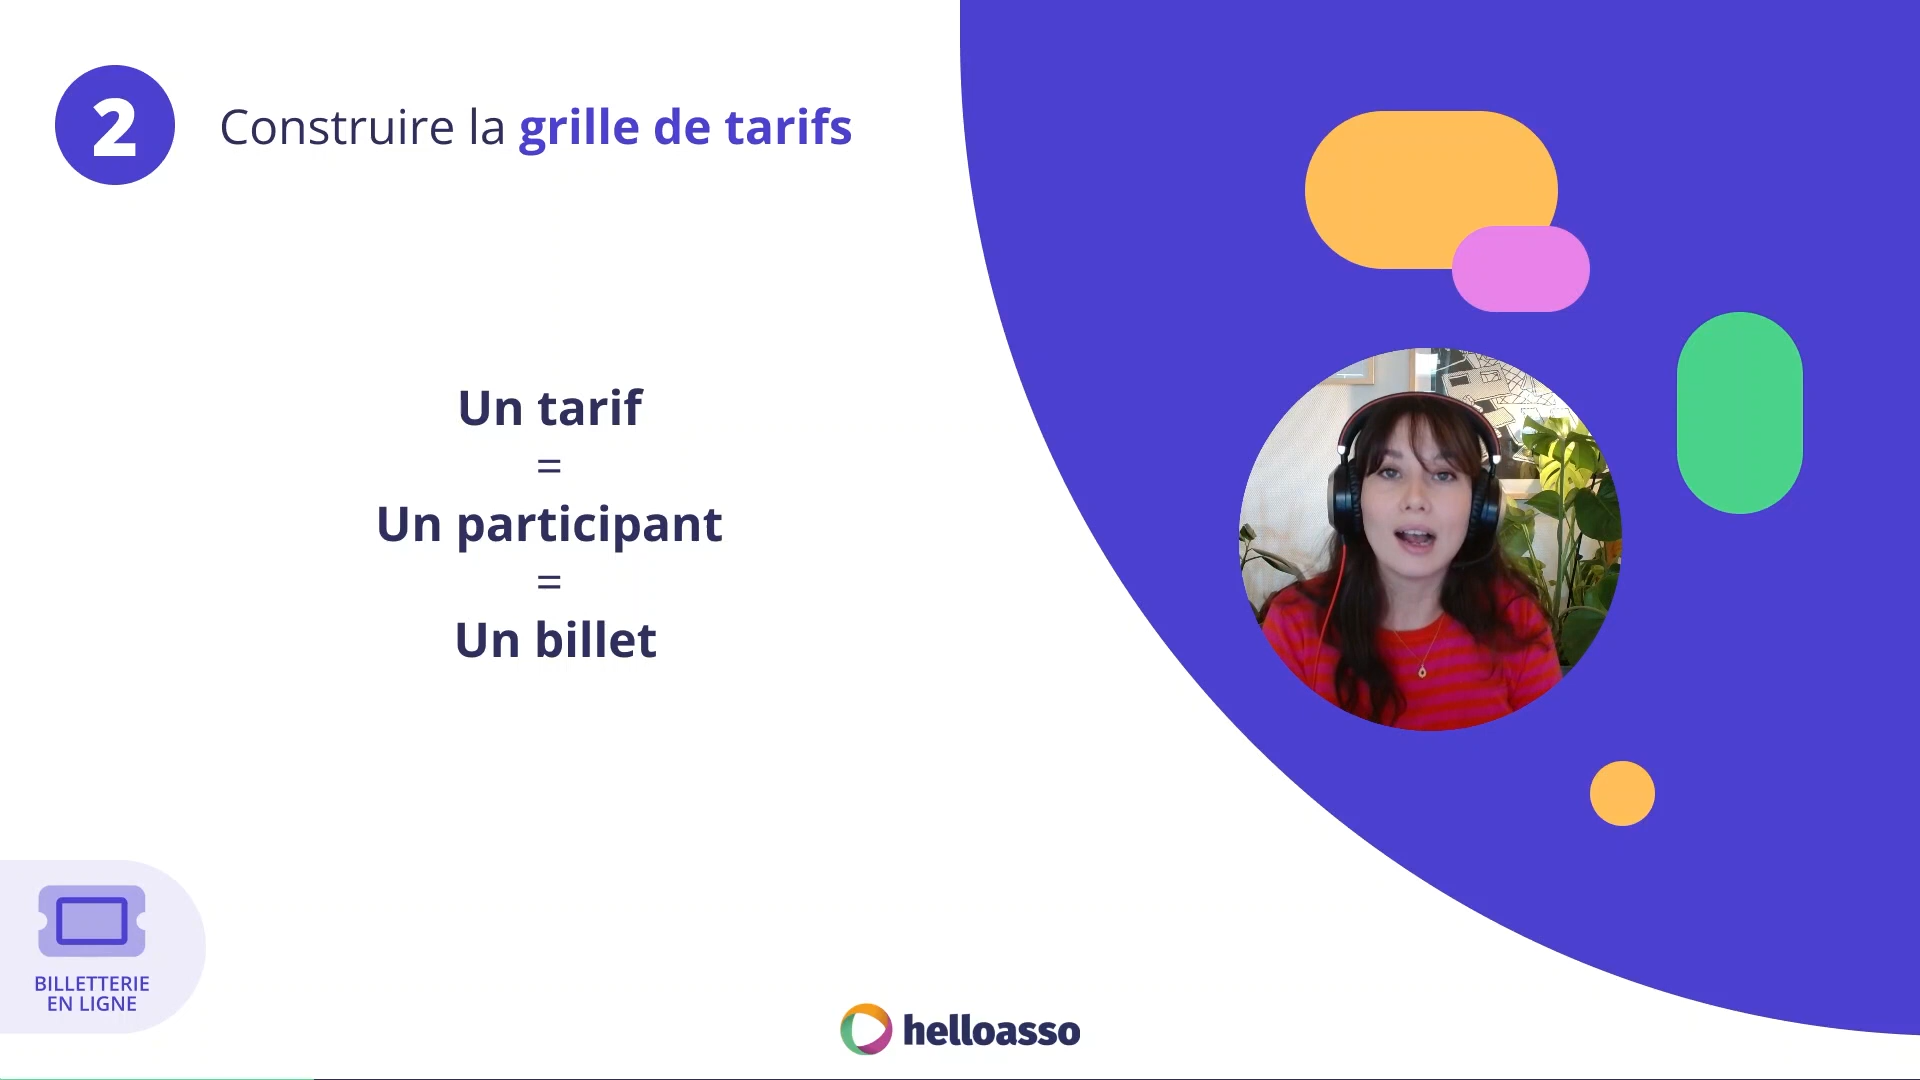 2
Construire la grille de tarifs
Un tarif
=
Un participant
=
Un billet
BILLETTERIE
EN LIGNE
helloasso